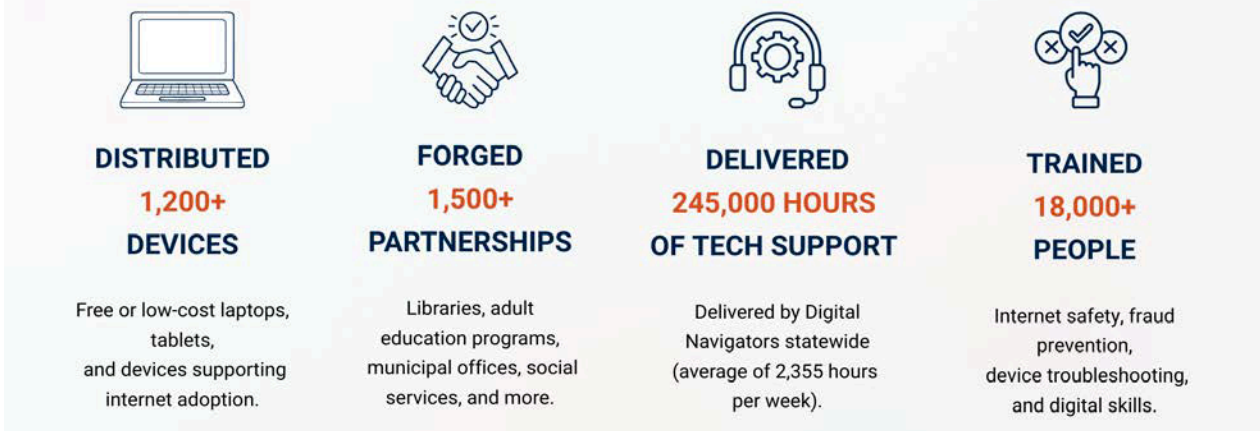 DISTRIBUTED
1,200+
DEVICES
Free or low-cost laptops,
tablets,
and devices supporting
internet adoption.
FORGED
1,500+
PARTNERSHIPS
Libraries, adult
education programs,
municipal offices, social
services, and more.
DELIVERED
245,000 HOURS
OF TECH SUPPORT
Delivered by Digital
Navigators statewide
(average of 2,355 hours
per week).
TRAINED
18,000+
PEOPLE
Internet safety, fraud
prevention,
device troubleshooting,
and digital skills.